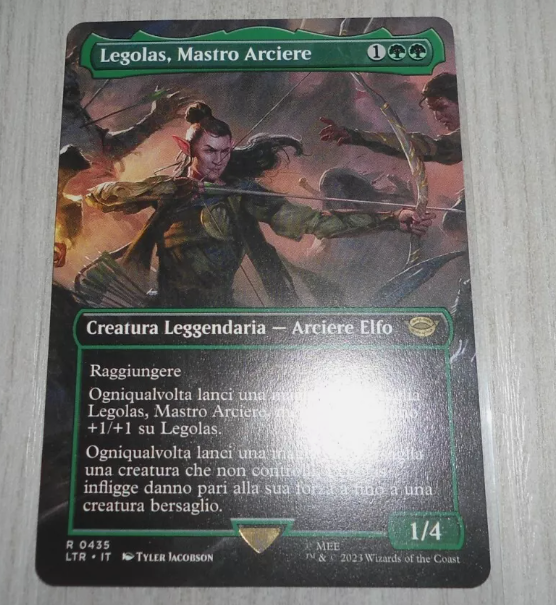 Legolas, Mastro Arciere 1
Creatura Leggendaria — Arciere Elfo
Raggiungere
Ogniqualvolta lanci una
Legolas, Mastro Arciere,
+1/+1 su Legolas.
Ogniqualvolta lanci una
una creatura che non
infligge danno pari alla sua forza a fino a una
creatura bersaglio.
1/4
R 0435
LTR • IT TYLER JACOBSON
MEE
™ & © 2023 Wizards of the Coast